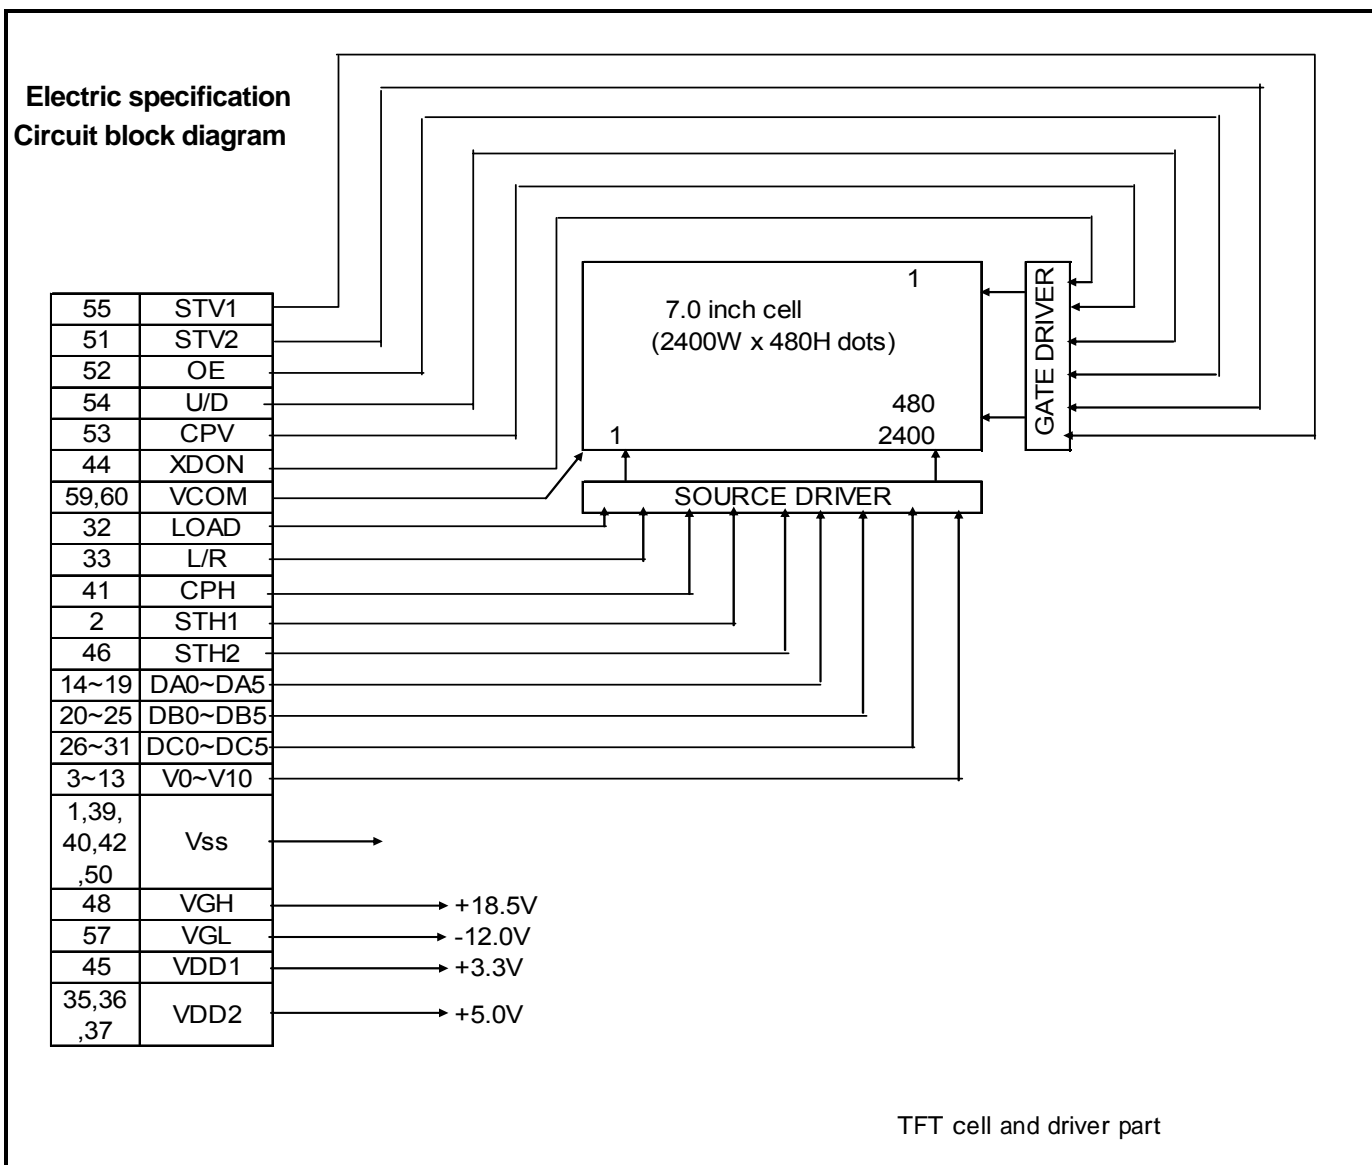 Electric specification
Circuit block diagram
55 STV1
51 STV2
52 OE
54 U/D
53 CPV
44 XDON
59,60 VCOM
32 LOAD
33 L/R
41 CPH
2 STH1
46 STH2
14~19 DA0~DA5
20~25 DB0~DB5
26~31 DC0~DC5
3~13 V0~V10
1,39,
40,42 Vss
,50
48 VGH +18.5V
57 VGL -12.0V
45 VDD1 +3.3V
35,36
,37
VDD2 +5.0V
1
7.0 inch cell
(2400W x 480H dots)
480
1 2400
GATE DRIVER
SOURCE DRIVER
TFT cell and driver part